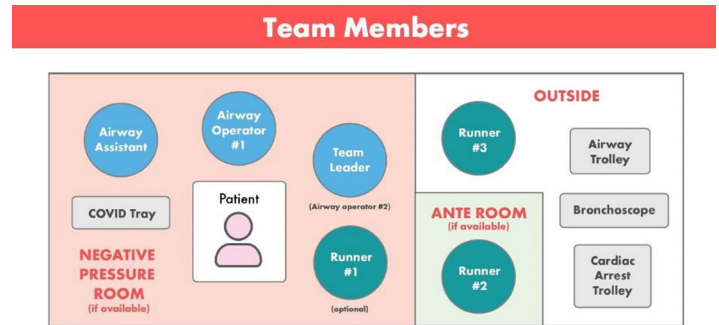 Team Members
Airway
Assistant
Airway
Operator
#1
Team
Leader
(Airway operator #2)
COVID Tray
Patient
NEGATIVE
PRESSURE
ROOM
(if available)
Runner
#1
(optional)
OUTSIDE
Runner
#3
Airway
Trolley
ANTE ROOM
(if available)
Runner
#2
Bronchoscope
Cardiac
Arrest
Trolley